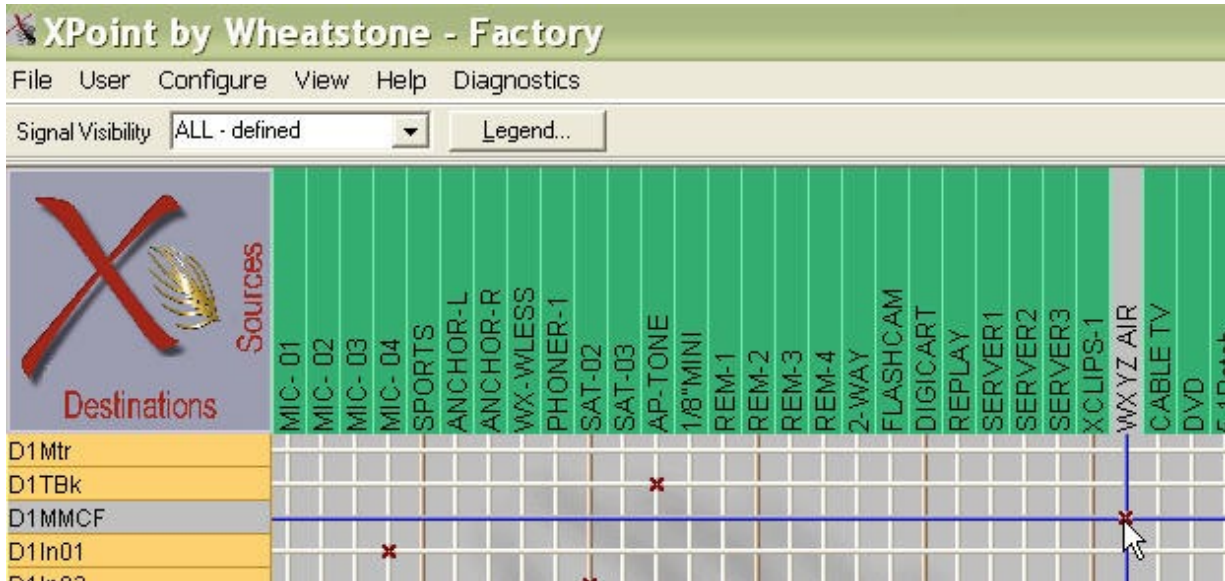 XPoint by Wheatstone - Factory
File User Configure View Help Diagnostics
Signal Visibility ALL - defined Legend...
Sources
Destinations
MIC- 01
MIC- 02
MIC- 03
MIC- 04
SPORTS
ANCHOR-L
ANCHOR-R
WX-WLESS
PHONER-1
SAT-02
SAT-03
AP-TONE
1/8"MINI
REM-1
REM-2
REM-3
REM-4
2-WAY
FLASHCAM
DIGICART
REPLAY
SERVER1
SERVER2
SERVER3
XCLIPS-1
WXYZ AIR
CABLE TV
DVD
D1Mtr
D1TBk
D1MMCF
D1In01